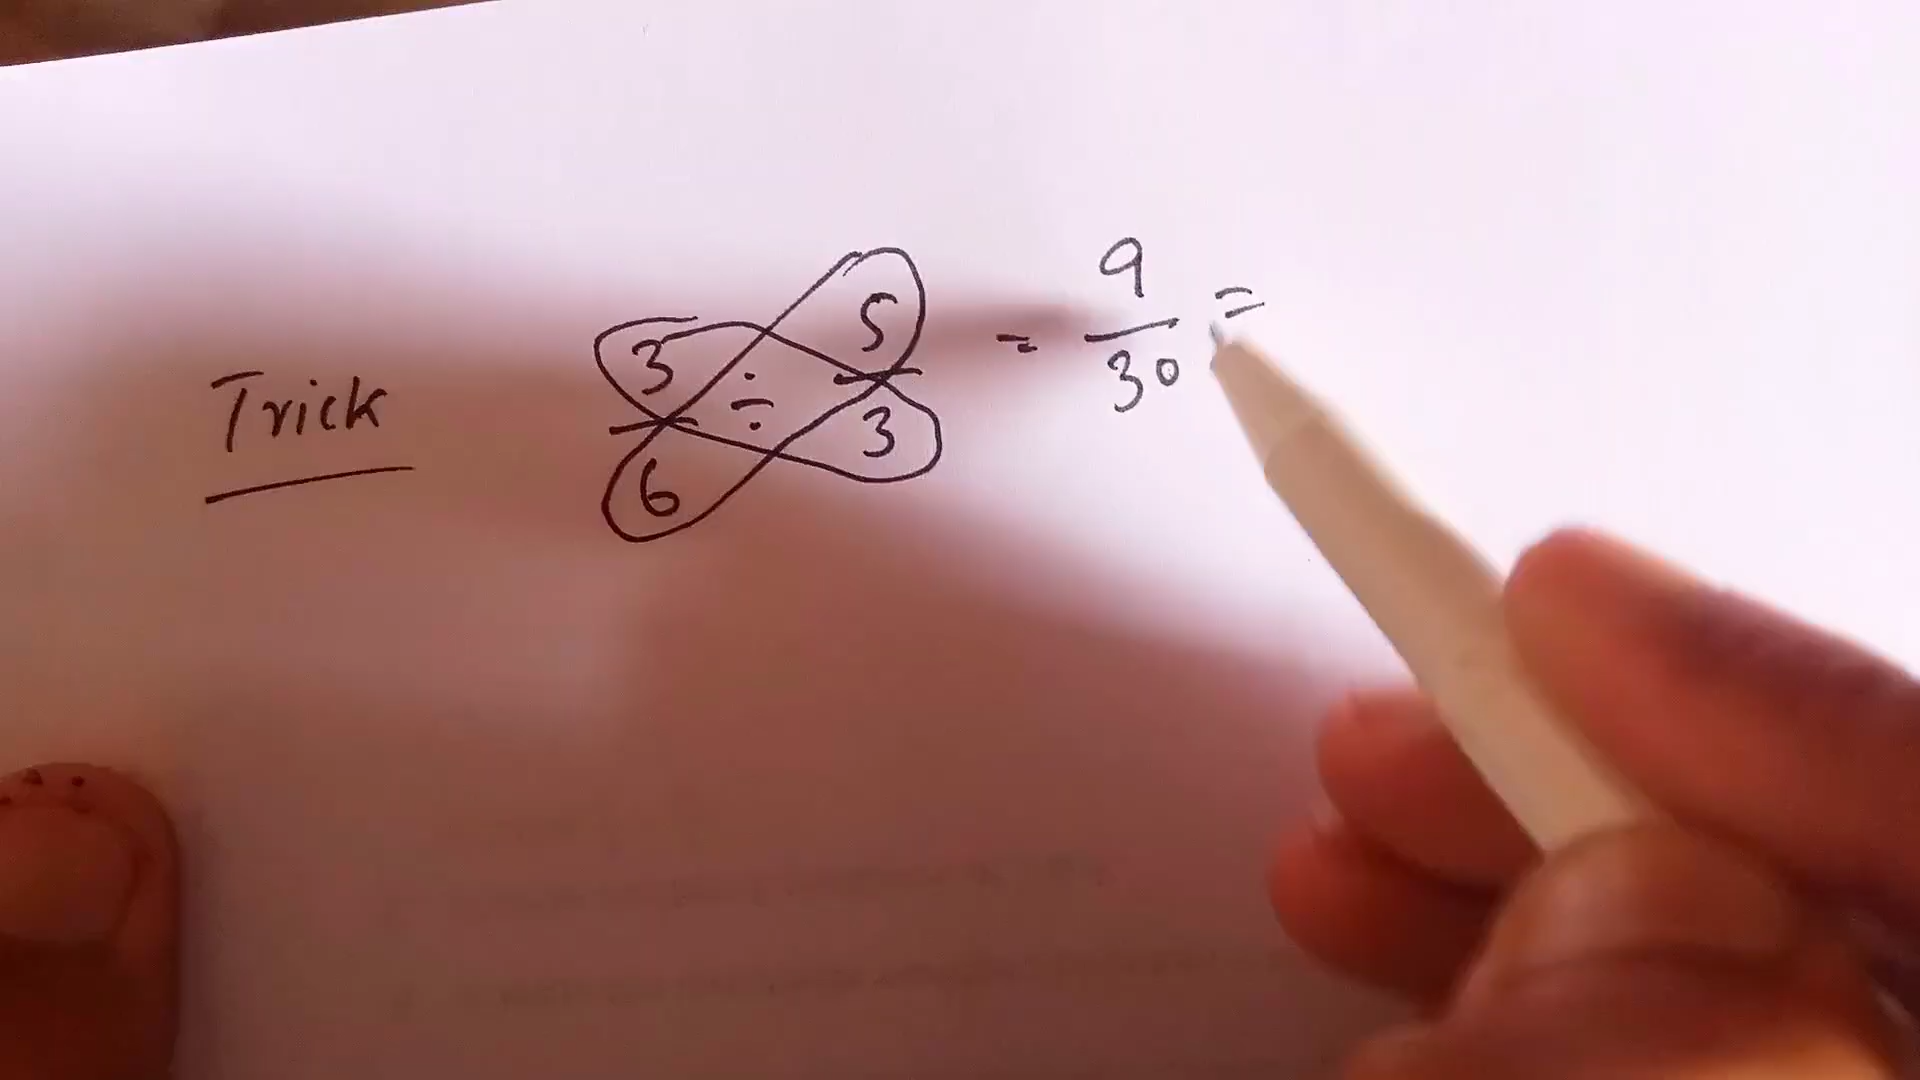 Trick 3/6 ÷ 5/3 = 9/30 =